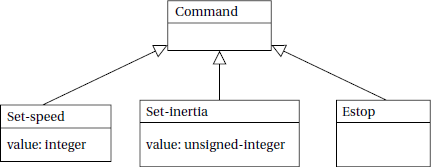 Command
Set-speed
value: integer
Set-inertia
value: unsigned-integer
Estop